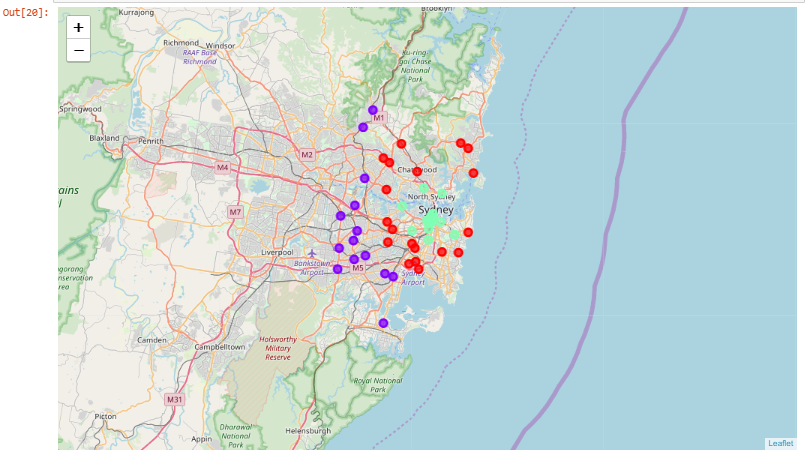 Out[20]:
+
−
Brooklyn
Kurrajong
Richmond
Windsor
RAAF Base
Richmond
Ku-ring
gai Chase
National
Park
Springwood
M1
Blaxland
Penrith
M2
M4
Chatswood
ains
North Sydney
Sydney
M7
Liverpool
Bankstown
Airport
M5
Sydney
Airport
gorang
onservation
rea
Camden
Campbelltown
Holsworthy
Military
Reserve
Royal National
Park
M31
Picton
Appin
Dharawal
National
Park
Helensburgh
Leaflet